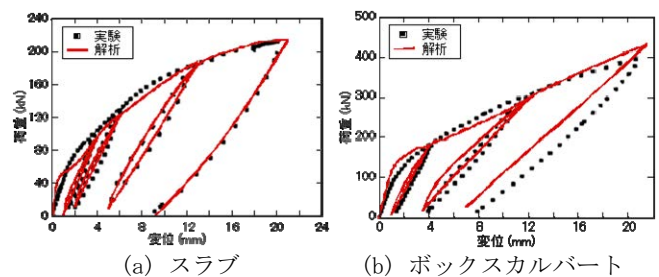 240
200
160
120
80
40
0
荷重(kN)
実験
解析
0 4 8 12 16 20 24
変位(mm)
(a) スラブ
500
400
300
200
100
0
荷重(kN)
実験
解析
0 4 8 12 16 20
変位(mm)
(b) ボックスカルバート